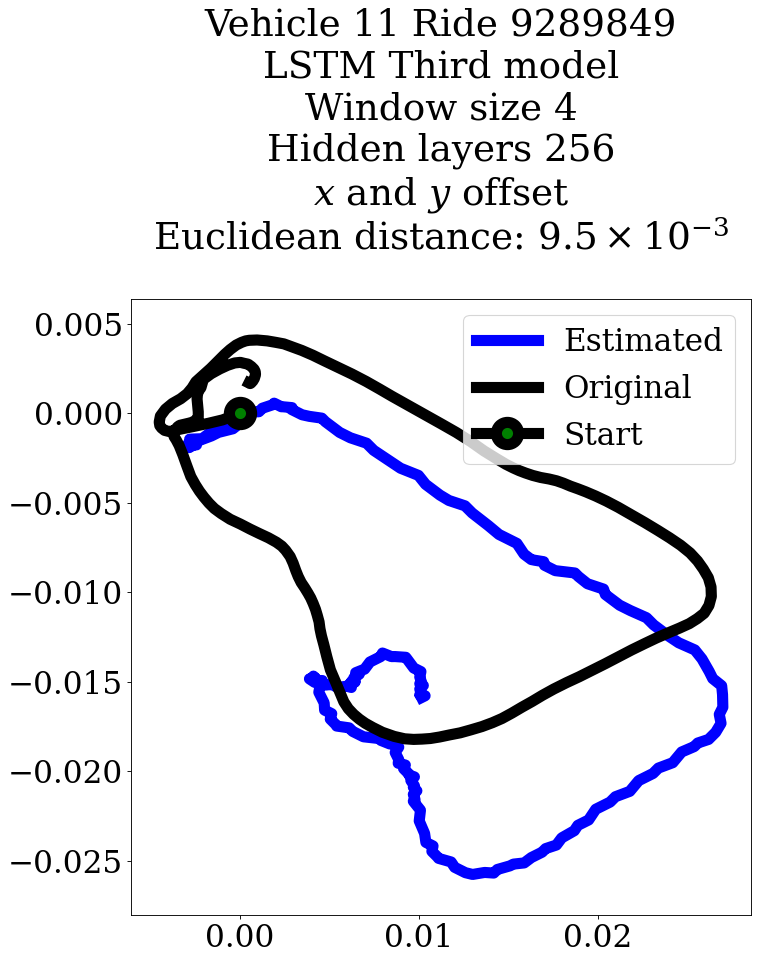 Vehicle 11 Ride 9289849
LSTM Third model
Window size 4
Hidden layers 256
x and y offset
Euclidean distance: 9.5 × 10⁻³
Estimated
Original
Start
0.005
0.000
−0.005
−0.010
−0.015
−0.020
−0.025
0.00 0.01 0.02